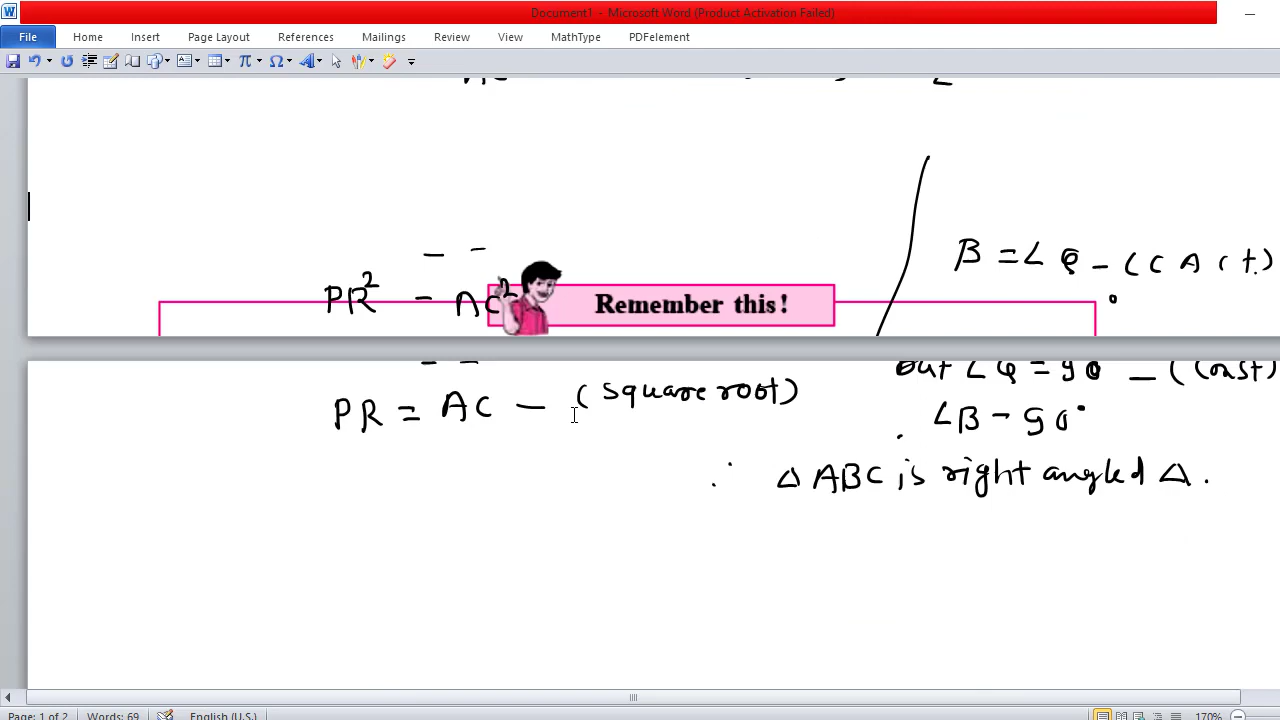 Document1 - Microsoft Word (Product Activation Failed)
File Home Insert Page Layout References Mailings Review View MathType PDFelement
B = ∠Q - (CACT.)
PR² = AC²
Remember this!
but ∠Q = 90° - (Const)
PR = AC - (square root)
∠B = 90°
∴ △ ABC is right angled △.
Page: 1 of 2 Words: 69 English (U.S.) 170%